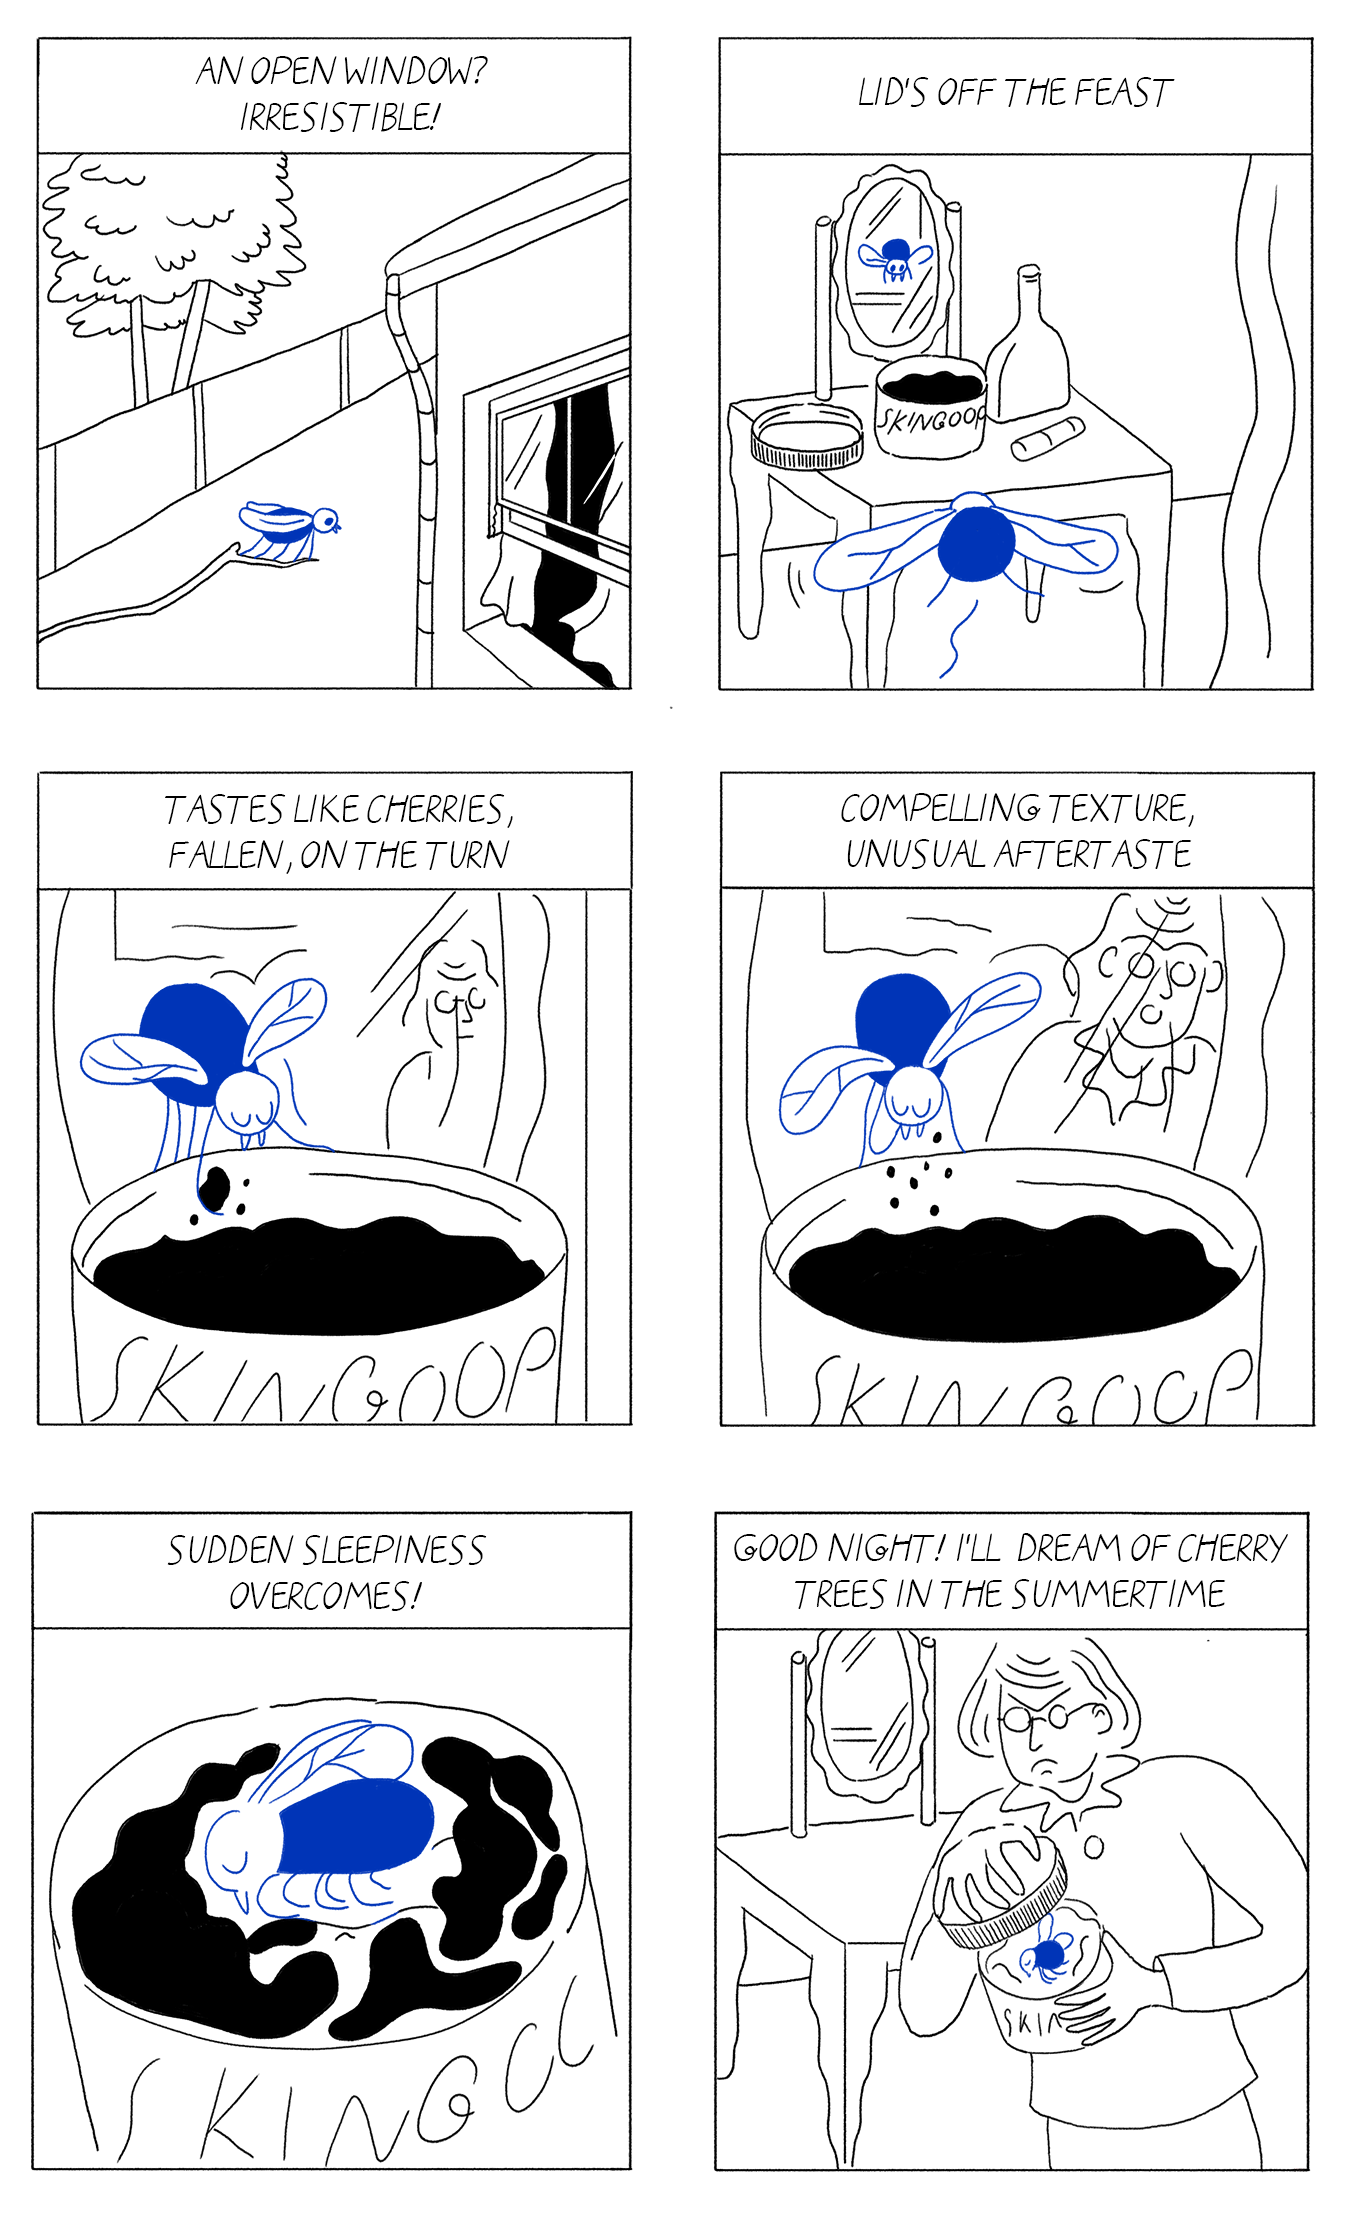 AN OPEN WINDOW?
IRRESISTIBLE!
LID'S OFF THE FEAST
SKINGOOP
TASTES LIKE CHERRIES,
FALLEN, ON THE TURN
SKINGOOP
COMPELLING TEXTURE,
UNUSUAL AFTERTASTE
SKINGOOP
SUDDEN SLEEPINESS
OVERCOMES!
SKINGOO
GOOD NIGHT! I'LL DREAM OF CHERRY
TREES IN THE SUMMERTIME
SKIN